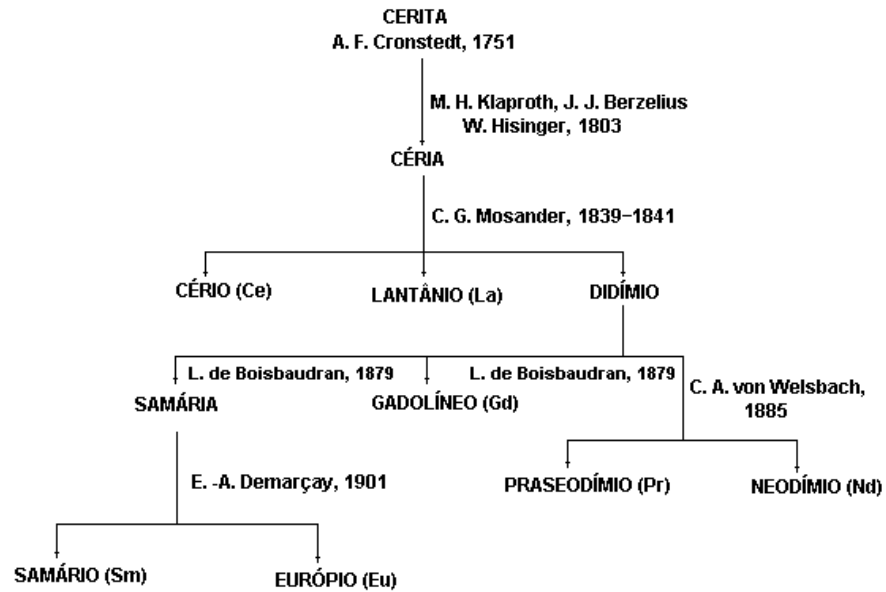 CERITA
A. F. Cronstedt, 1751
M. H. Klaproth, J. J. Berzelius
W. Hisinger, 1803
CÉRIA
C. G. Mosander, 1839-1841
CÉRIO (Ce)
LANTÂNIO (La)
DIDÍMIO
L. de Boisbaudran, 1879
L. de Boisbaudran, 1879
C. A. von Welsbach,
1885
SAMÁRIA
GADOLÍNEO (Gd)
E. -A. Demarçay, 1901
PRASEODÍMIO (Pr)
NEODÍMIO (Nd)
SAMÁRIO (Sm)
EURÓPIO (Eu)